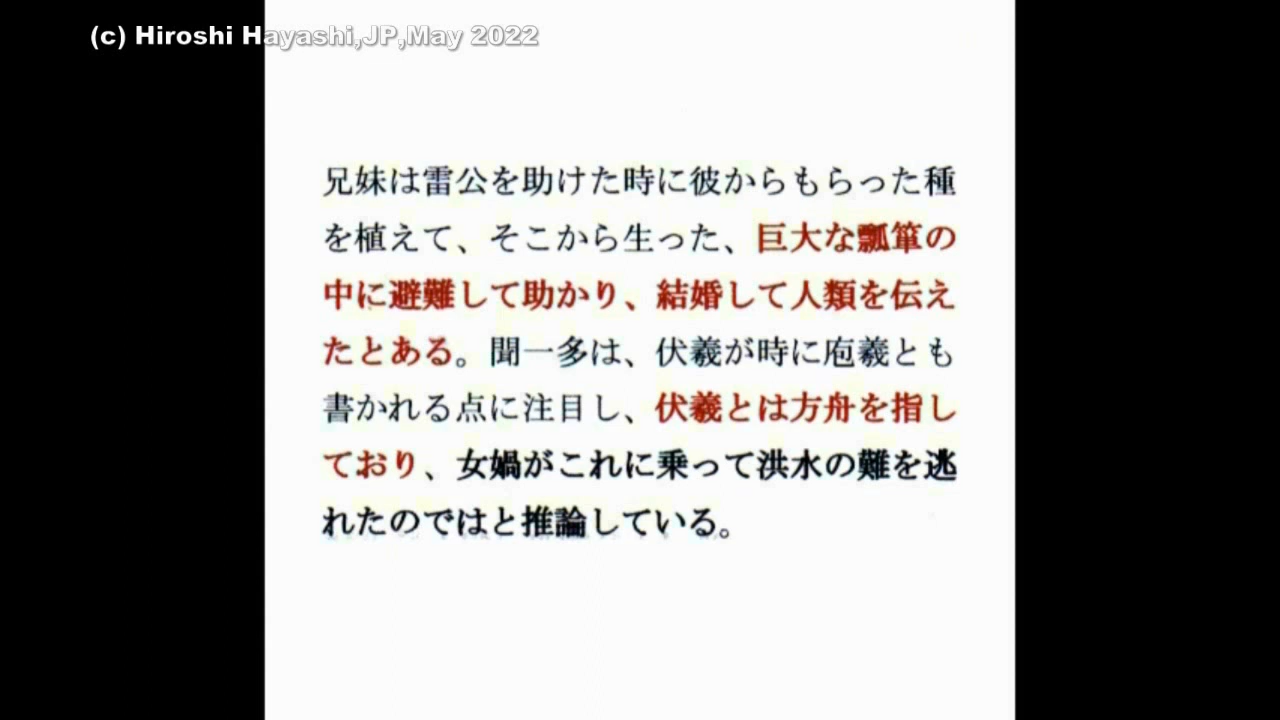 (c) Hiroshi Hayashi,JP,May 2022
兄妹は雷公を助けた時に彼からもらった種
を植えて、そこから生った、巨大な瓢箪の
中に避難して助かり、結婚して人類を伝え
たとある。聞一多は、伏羲が時に庖羲とも
書かれる点に注目し、伏羲とは方舟を指し
ており、女媧がこれに乗って洪水の難を逃
れたのではと推論している。